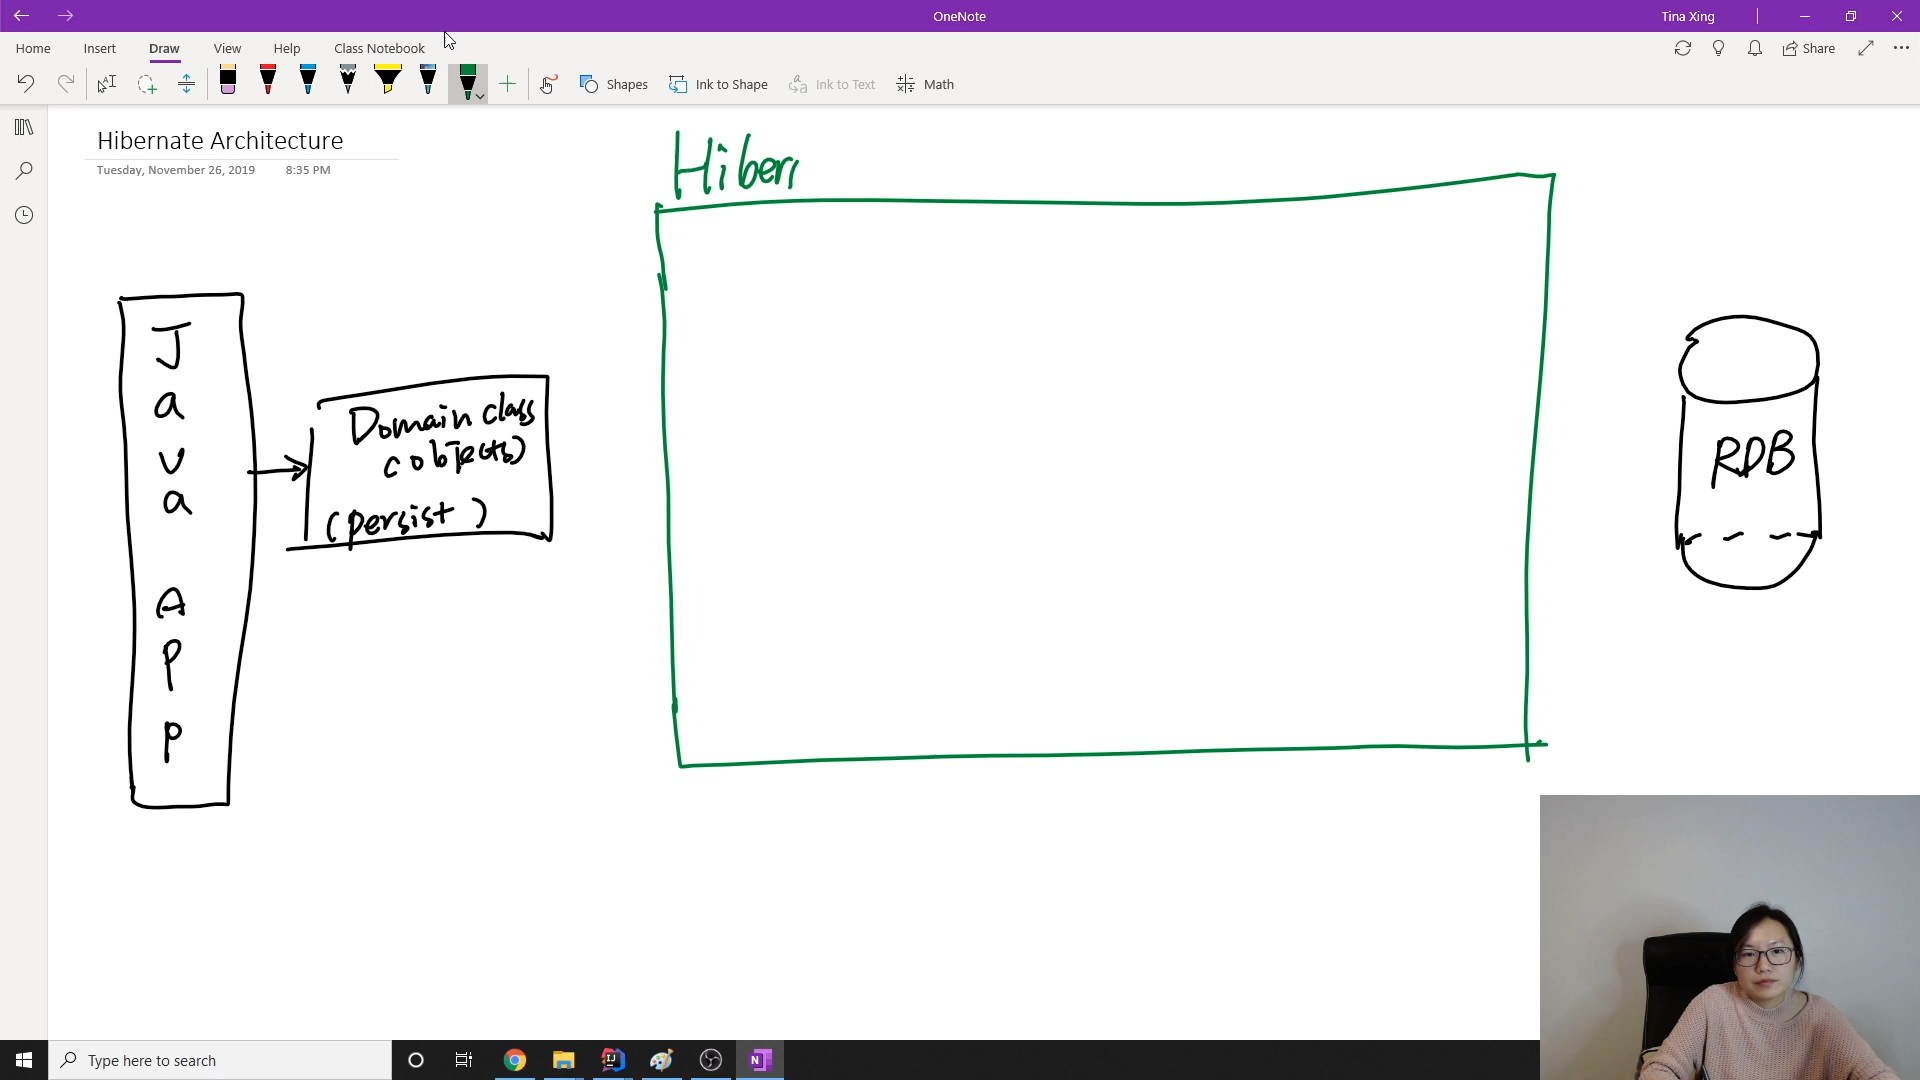 OneNote
Tina Xing
Home Insert Draw View Help Class Notebook
Share
Shapes
Ink to Shape
Ink to Text
Math
Hibernate Architecture
Tuesday, November 26, 2019 8:35 PM
Hibern
Java APP
Domain class
(objects)
(persist)
RDB
Type here to search